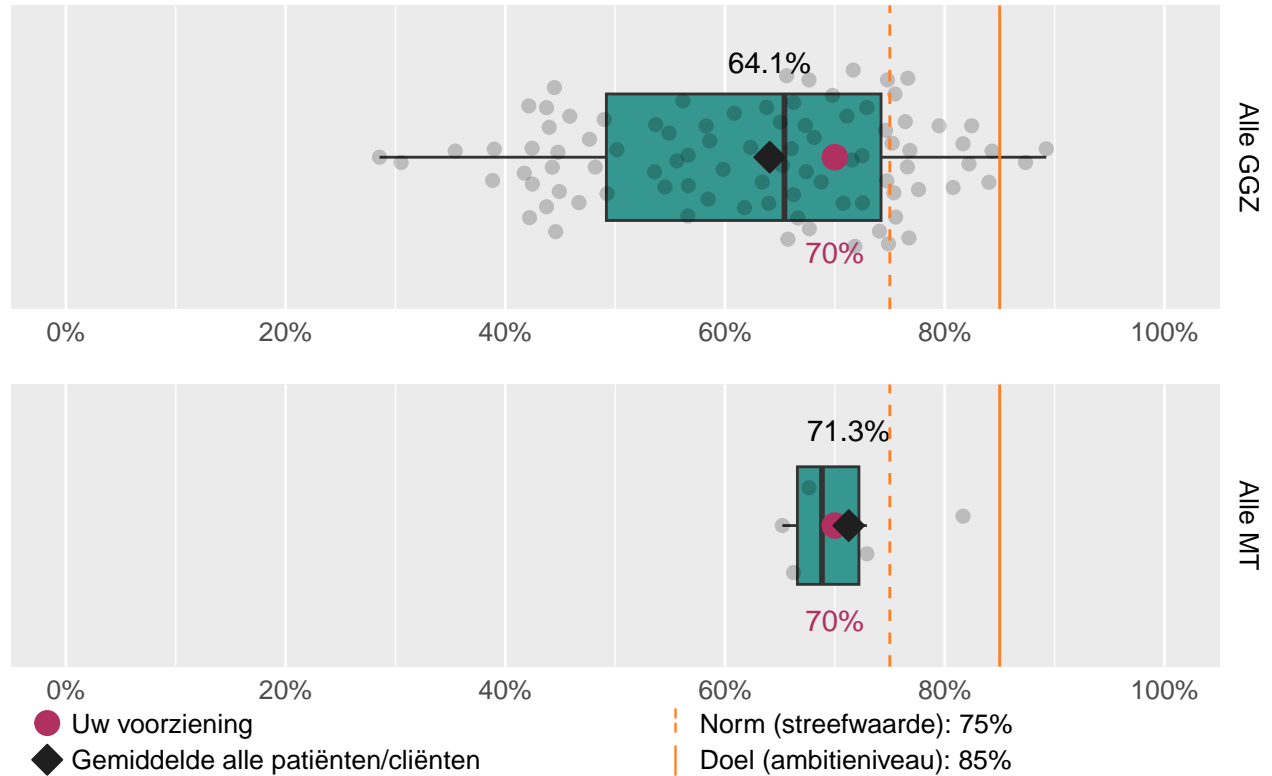 64.1%
70%
Alle GGZ
0% 20% 40% 60% 80% 100%
71.3%
70%
Alle MT
0% 20% 40% 60% 80% 100%
Uw voorziening
Gemiddelde alle patiënten/cliënten
Norm (streefwaarde): 75%
Doel (ambitieniveau): 85%